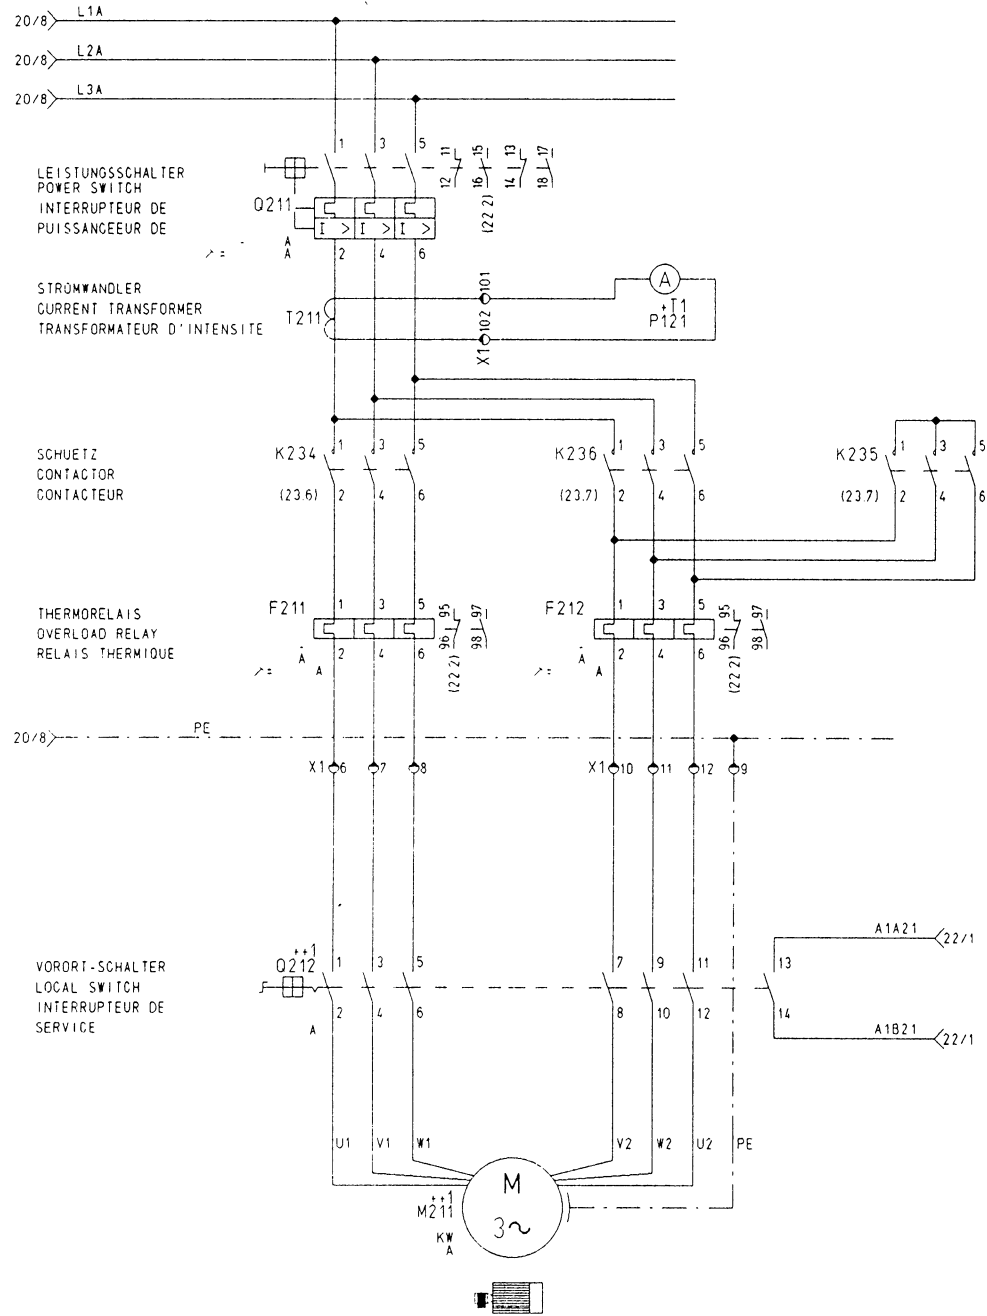 20/8 L1A
20/8 L2A
20/8 L3A
1 3 5
12 11
16 15
14 13
18 17
(22 2)
LEISTUNGSSCHALTER
POWER SWITCH
INTERRUPTEUR DE
PUISSANCEEUR DE
Q211
I > I > I >
A
A
=
2 4 6
STROMWANDLER
CURRENT TRANSFORMER
TRANSFORMATEUR D'INTENSITE
T211
X1 102 101
A
+T1
P121
SCHUETZ
CONTACTOR
CONTACTEUR
K234 1 3 5
(23.6) 2 4 6
K236 1 3 5
(23.7) 2 4 6
K235 1 3 5
(23.7) 2 4 6
THERMORELAIS
OVERLOAD RELAY
RELAIS THERMIQUE
F211 1 3 5
2 4 6
96 95
98 97
(22 2)
A
= A
F212 1 3 5
2 4 6
96 95
98 97
(22 2)
A
= A
20/8 PE
X1 6 7 8
X1 10 11 12 9
VORORT-SCHALTER
LOCAL SWITCH
INTERRUPTEUR DE
SERVICE
++1
Q212
A
1 3 5 7 9 11 13
2 4 6 8 10 12 14
A1A21 22/1
A1B21 22/1
U1 V1 W1 V2 W2 U2 PE
++1
M211
KW
A
M
3~